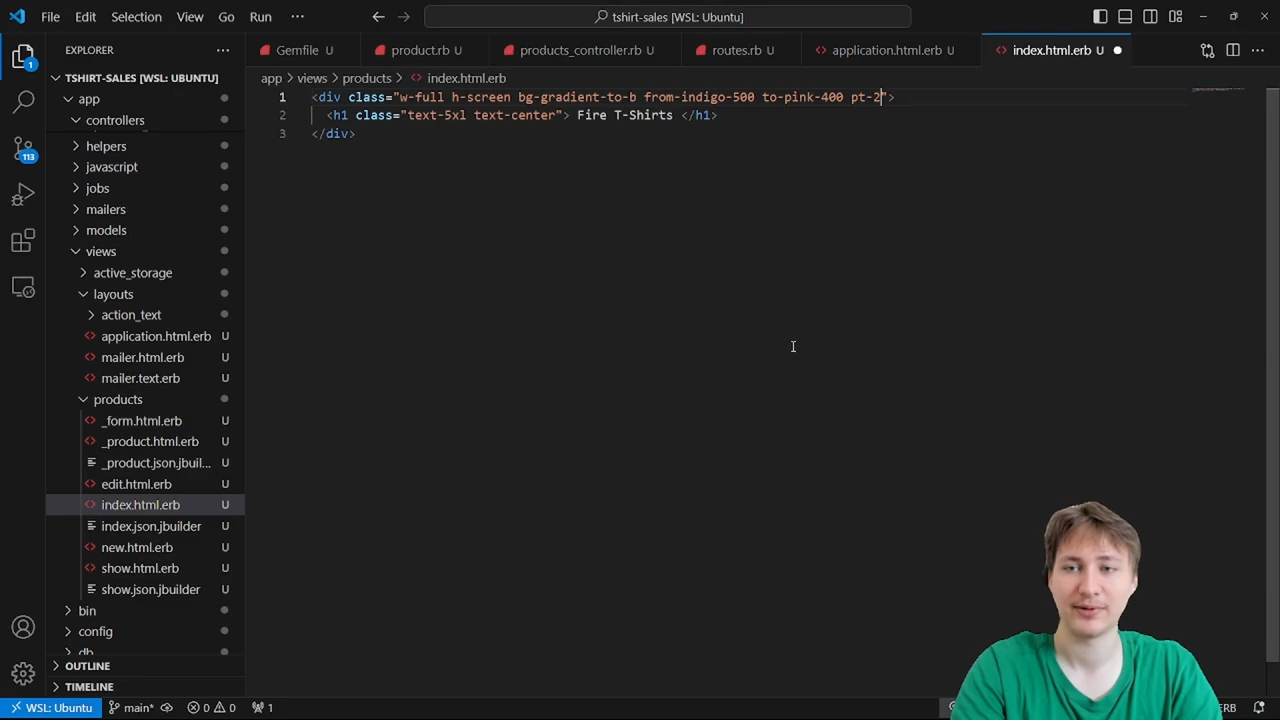 File Edit Selection View Go Run ··· tshirt-sales [WSL: Ubuntu]
EXPLORER ···
Gemfile U product.rb U products_controller.rb U routes.rb U application.html.erb U index.html.erb U
TSHIRT-SALES [WSL: UBUNTU]
app > views > products > index.html.erb
app
controllers
helpers
javascript
jobs
mailers
models
views
active_storage
layouts
action_text
application.html.erb U
mailer.html.erb U
mailer.text.erb U
products
_form.html.erb U
_product.html.erb U
_product.json.jbuil... U
edit.html.erb U
index.html.erb U
index.json.jbuilder U
new.html.erb U
show.html.erb U
show.json.jbuilder U
bin
config
db
OUTLINE
TIMELINE
1 <div class="w-full h-screen bg-gradient-to-b from-indigo-500 to-pink-400 pt-2">
2 <h1 class="text-5xl text-center"> Fire T-Shirts </h1>
3 </div>
1
113
WSL: Ubuntu main* 0 0 1 ERB